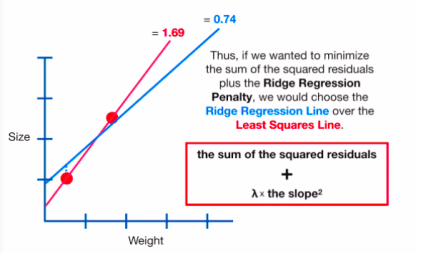 = 0.74
= 1.69
Thus, if we wanted to minimize
the sum of the squared residuals
plus the Ridge Regression
Penalty, we would choose the
Ridge Regression Line over the
Least Squares Line.
Size
the sum of the squared residuals
+
λ × the slope²
Weight